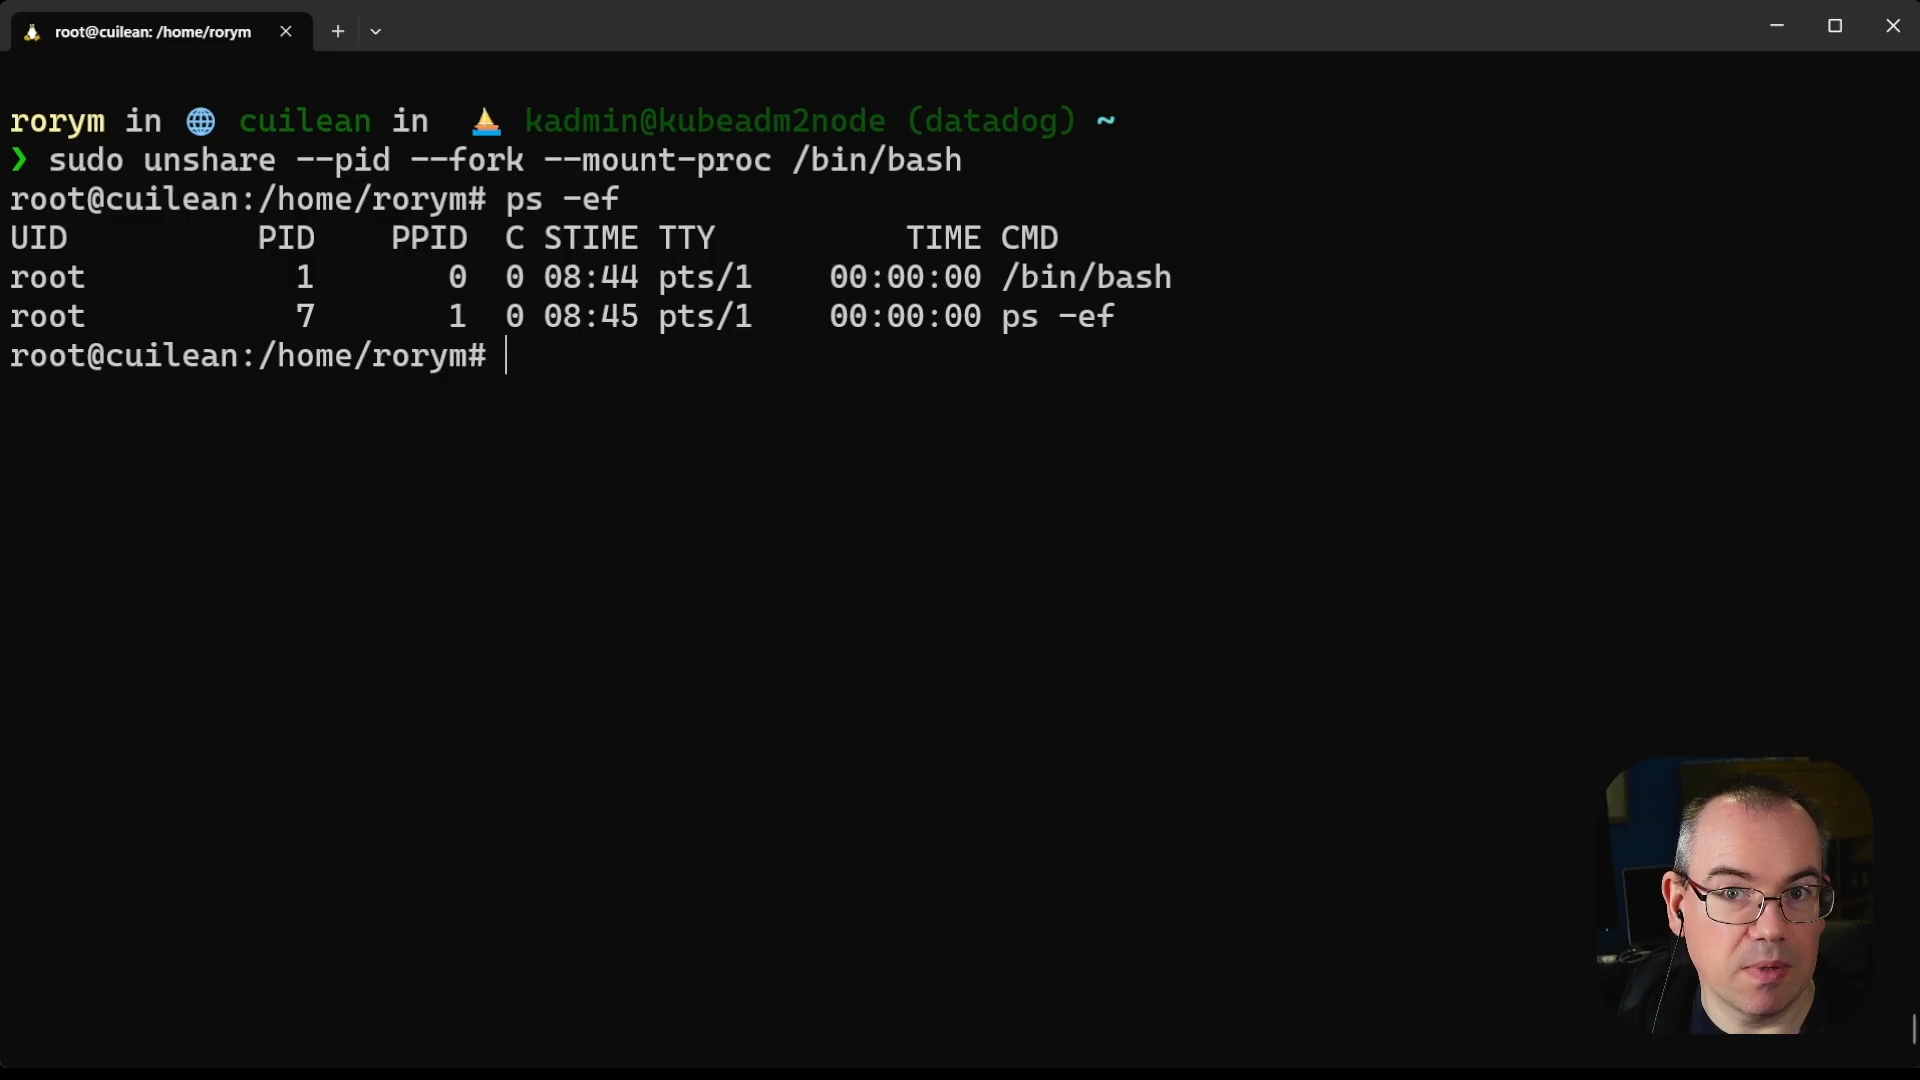 root@cuilean: /home/rorym
rorym in cuilean in kadmin@kubeadm2node (datadog) ~
❯ sudo unshare --pid --fork --mount-proc /bin/bash
root@cuilean:/home/rorym# ps -ef
UID PID PPID C STIME TTY TIME CMD
root 1 0 0 08:44 pts/1 00:00:00 /bin/bash
root 7 1 0 08:45 pts/1 00:00:00 ps -ef
root@cuilean:/home/rorym#